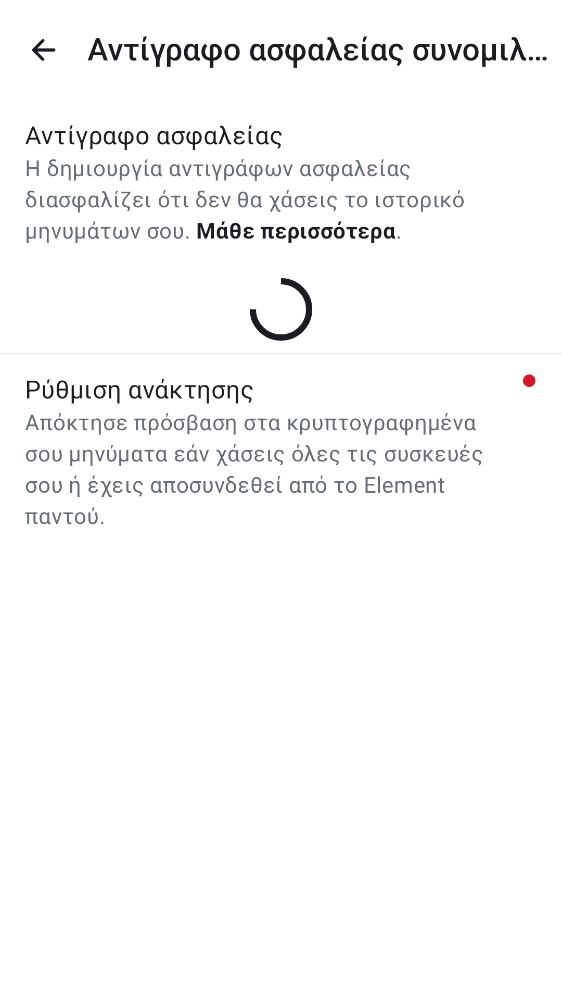 Αντίγραφο ασφαλείας συνομιλ...
Αντίγραφο ασφαλείας
Η δημιουργία αντιγράφων ασφαλείας
διασφαλίζει ότι δεν θα χάσεις το ιστορικό
μηνυμάτων σου. Μάθε περισσότερα.
Ρύθμιση ανάκτησης
Απόκτησε πρόσβαση στα κρυπτογραφημένα
σου μηνύματα εάν χάσεις όλες τις συσκευές
σου ή έχεις αποσυνδεθεί από το Element
παντού.